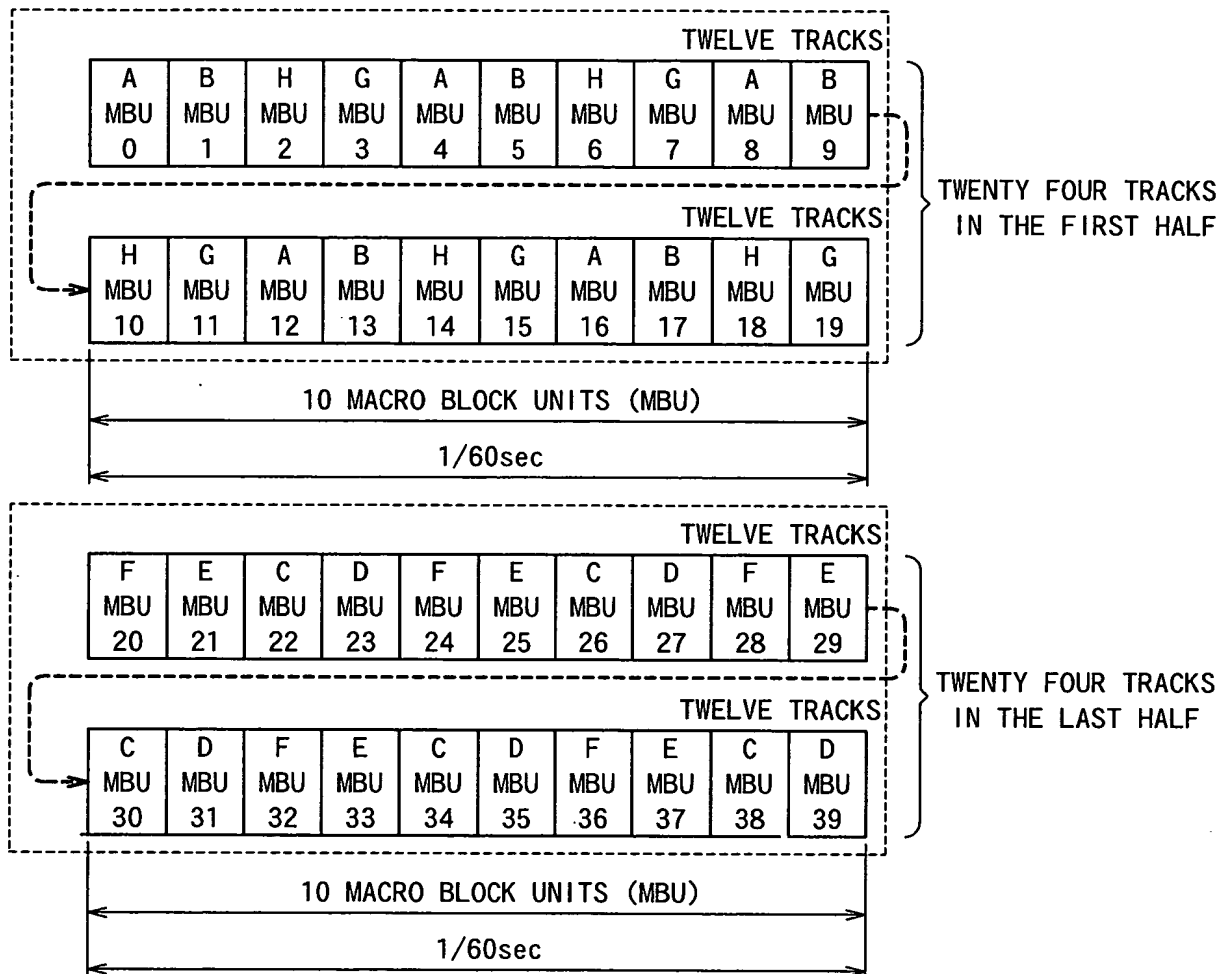 TWELVE TRACKS
A B H G A B H G A B
MBU MBU MBU MBU MBU MBU MBU MBU MBU MBU
0 1 2 3 4 5 6 7 8 9
TWENTY FOUR TRACKS
IN THE FIRST HALF
TWELVE TRACKS
H G A B H G A B H G
MBU MBU MBU MBU MBU MBU MBU MBU MBU MBU
10 11 12 13 14 15 16 17 18 19
10 MACRO BLOCK UNITS (MBU)
1/60sec
TWELVE TRACKS
F E C D F E C D F E
MBU MBU MBU MBU MBU MBU MBU MBU MBU MBU
20 21 22 23 24 25 26 27 28 29
TWENTY FOUR TRACKS
IN THE LAST HALF
TWELVE TRACKS
C D F E C D F E C D
MBU MBU MBU MBU MBU MBU MBU MBU MBU MBU
30 31 32 33 34 35 36 37 38 39
10 MACRO BLOCK UNITS (MBU)
1/60sec